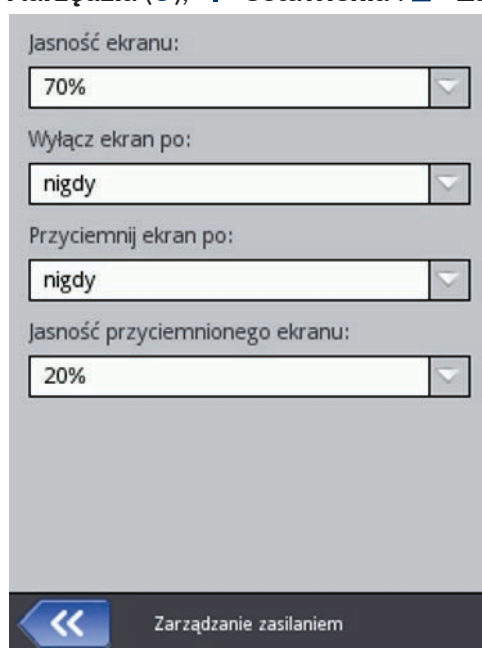 Jasność ekranu:
70%
Wyłącz ekran po:
nigdy
Przyciemnij ekran po:
nigdy
Jasność przyciemnionego ekranu:
20%
Zarządzanie zasilaniem